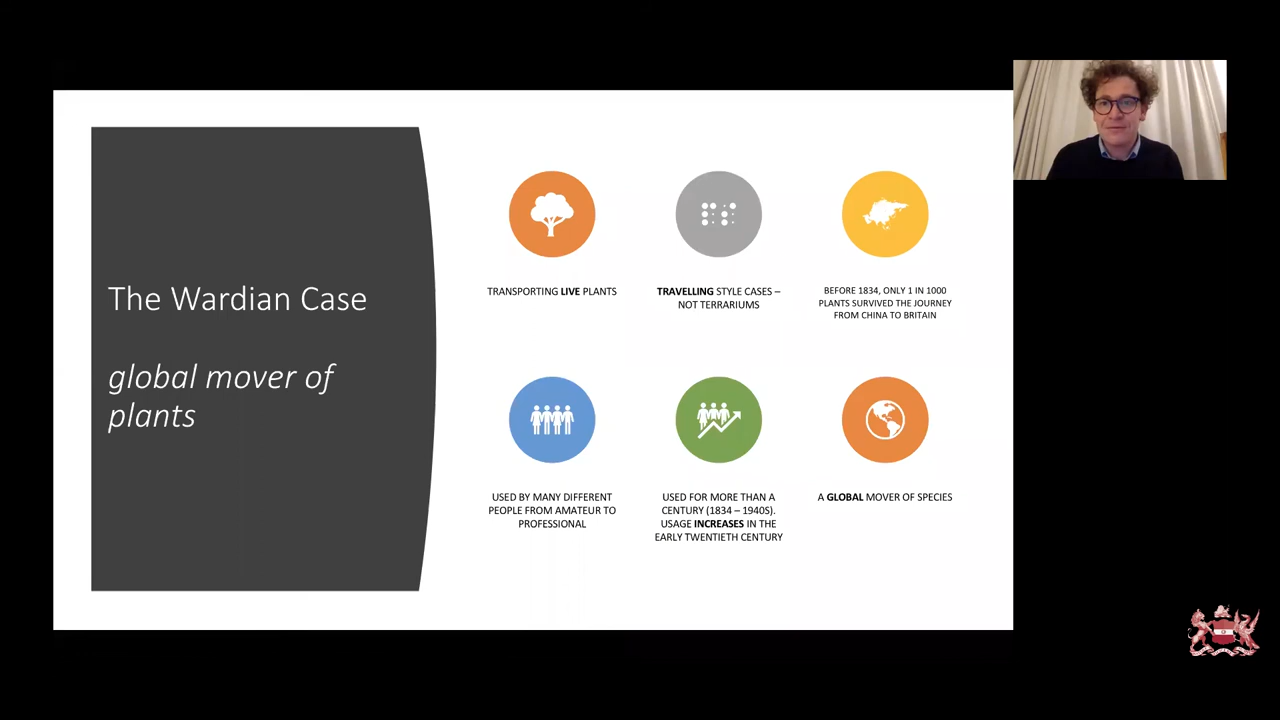 The Wardian Case
global mover of
plants
TRANSPORTING LIVE PLANTS
TRAVELLING STYLE CASES –
NOT TERRARIUMS
BEFORE 1834, ONLY 1 IN 1000
PLANTS SURVIVED THE JOURNEY
FROM CHINA TO BRITAIN
USED BY MANY DIFFERENT
PEOPLE FROM AMATEUR TO
PROFESSIONAL
USED FOR MORE THAN A
CENTURY (1834 – 1940S).
USAGE INCREASES IN THE
EARLY TWENTIETH CENTURY
A GLOBAL MOVER OF SPECIES